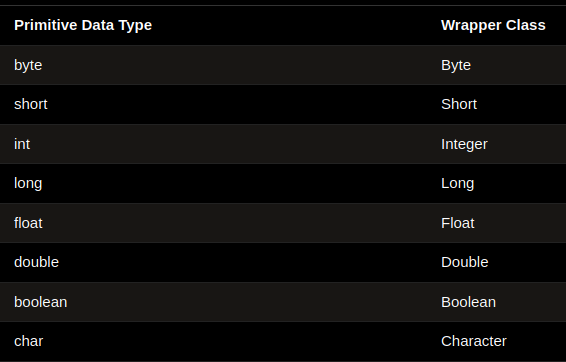 Primitive Data Type Wrapper Class
byte Byte
short Short
int Integer
long Long
float Float
double Double
boolean Boolean
char Character